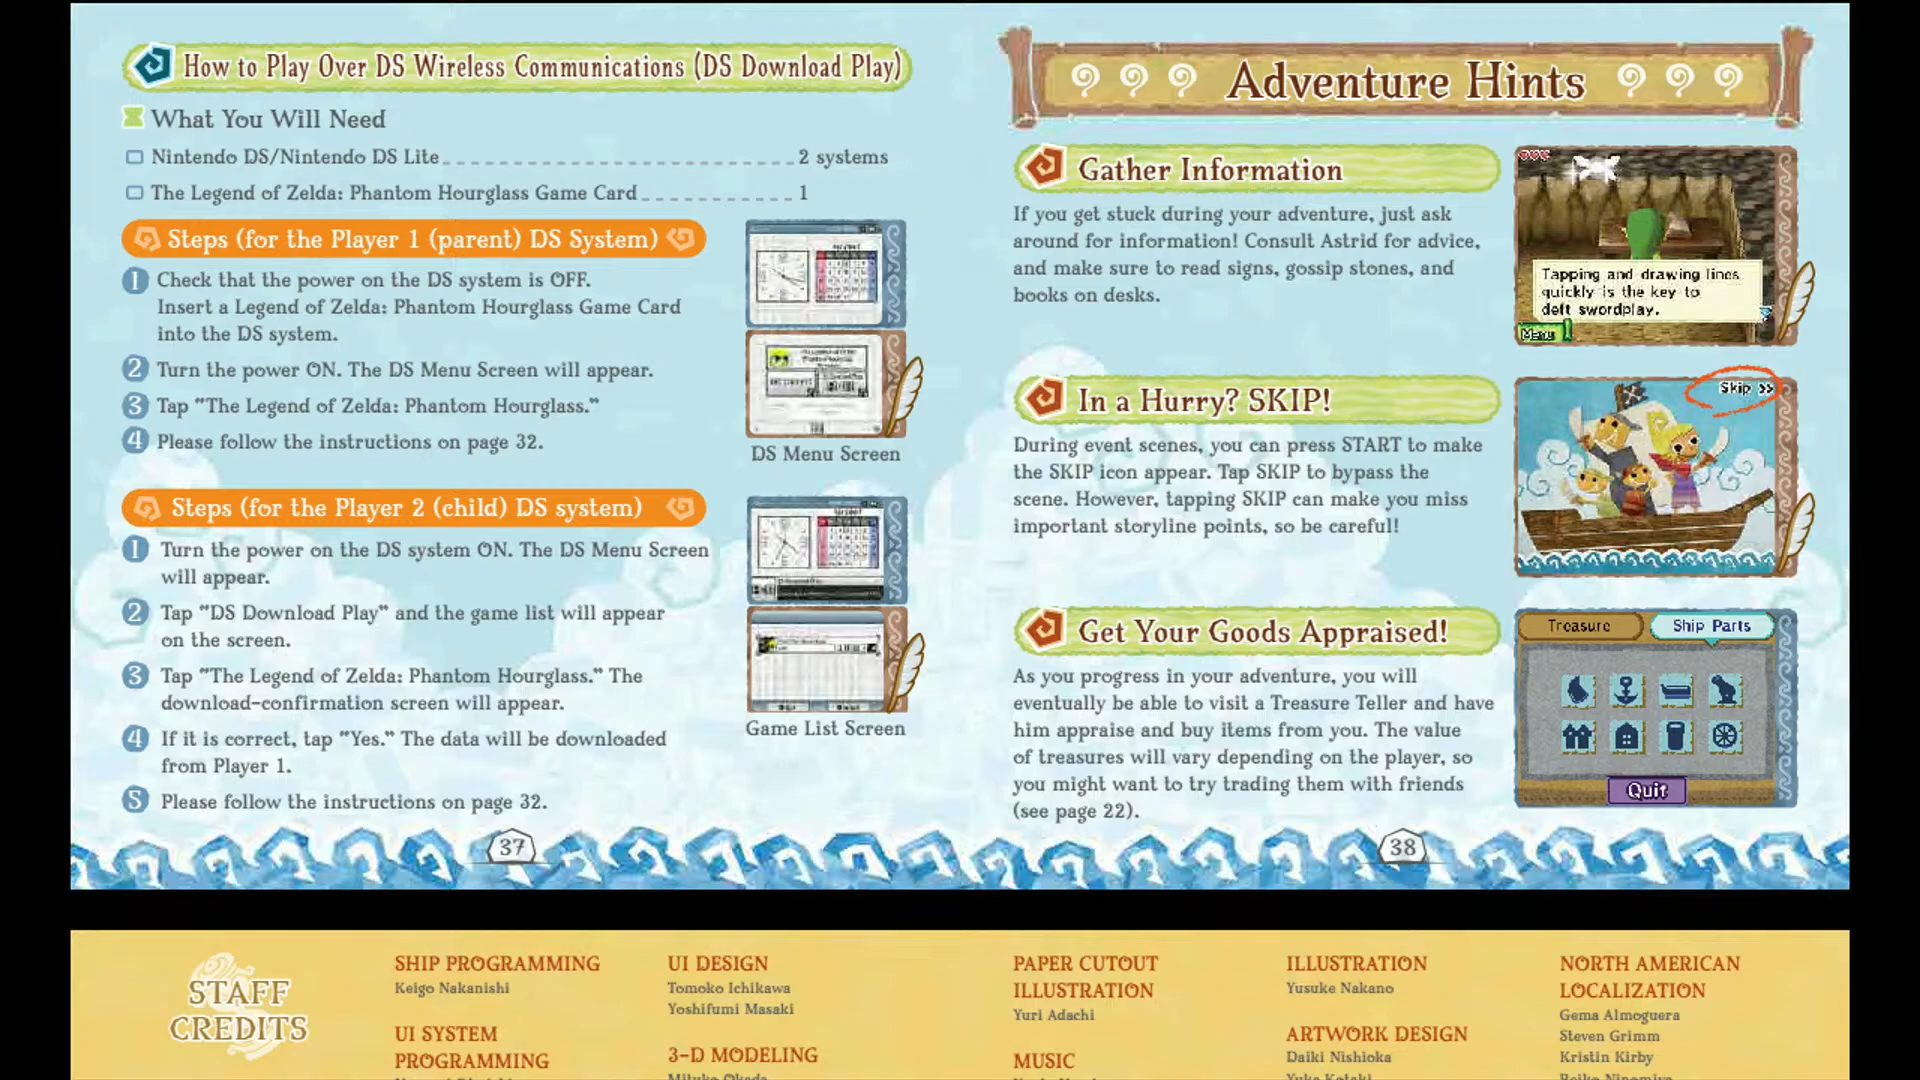 How to Play Over DS Wireless Communications (DS Download Play)
What You Will Need
Nintendo DS/Nintendo DS Lite 2 systems
The Legend of Zelda: Phantom Hourglass Game Card 1
Steps (for the Player 1 (parent) DS System)
1 Check that the power on the DS system is OFF.
Insert a Legend of Zelda: Phantom Hourglass Game Card
into the DS system.
2 Turn the power ON. The DS Menu Screen will appear.
3 Tap "The Legend of Zelda: Phantom Hourglass."
4 Please follow the instructions on page 32.
DS Menu Screen
Steps (for the Player 2 (child) DS system)
1 Turn the power on the DS system ON. The DS Menu Screen
will appear.
2 Tap "DS Download Play" and the game list will appear
on the screen.
3 Tap "The Legend of Zelda: Phantom Hourglass." The
download-confirmation screen will appear.
4 If it is correct, tap "Yes." The data will be downloaded
from Player 1.
5 Please follow the instructions on page 32.
Game List Screen
37
Adventure Hints
Gather Information
If you get stuck during your adventure, just ask
around for information! Consult Astrid for advice,
and make sure to read signs, gossip stones, and
books on desks.
Tapping and drawing lines
quickly is the key to
deft swordplay.
Menu
In a Hurry? SKIP!
During event scenes, you can press START to make
the SKIP icon appear. Tap SKIP to bypass the
scene. However, tapping SKIP can make you miss
important storyline points, so be careful!
Skip >>
Get Your Goods Appraised!
As you progress in your adventure, you will
eventually be able to visit a Treasure Teller and have
him appraise and buy items from you. The value
of treasures will vary depending on the player, so
you might want to try trading them with friends
(see page 22).
Treasure
Ship Parts
Quit
38
STAFF
CREDITS
SHIP PROGRAMMING
Keigo Nakanishi
UI SYSTEM
PROGRAMMING
UI DESIGN
Tomoko Ichikawa
Yoshifumi Masaki
3-D MODELING
PAPER CUTOUT
ILLUSTRATION
Yuri Adachi
MUSIC
ILLUSTRATION
Yusuke Nakano
ARTWORK DESIGN
Daiki Nishioka
Yuka Kotaki
NORTH AMERICAN
LOCALIZATION
Gema Almoguera
Steven Grimm
Kristin Kirby